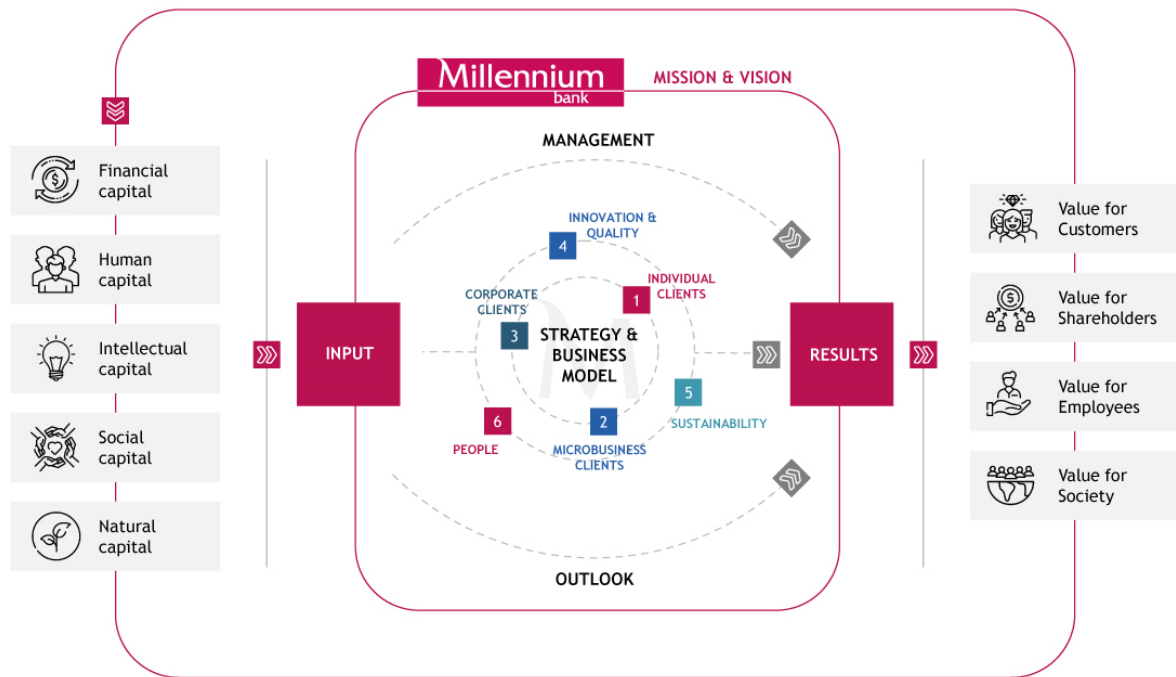 Millennium
bank
MISSION & VISION
MANAGEMENT
Financial
capital
Human
capital
Intellectual
capital
Social
capital
Natural
capital
INPUT
INNOVATION &
QUALITY
4
INDIVIDUAL
CLIENTS
1
CORPORATE
CLIENTS
3
STRATEGY &
BUSINESS
MODEL
5
SUSTAINABILITY
6
PEOPLE
2
MICROBUSINESS
CLIENTS
OUTLOOK
RESULTS
Value for
Customers
Value for
Shareholders
Value for
Employees
Value for
Society